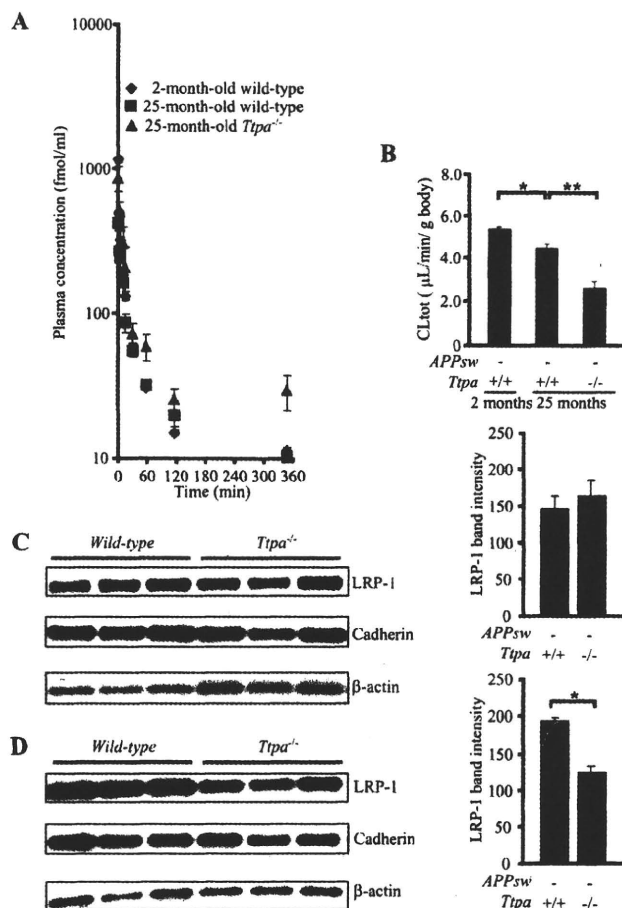 A
10000
1000
100
10
Plasma concentration (fmol/ml)
2-month-old wild-type
25-month-old wild-type
25-month-old Ttpa-/-
0 60 120 180 240 300 360
Time (min)
B
8.0
6.0
4.0
2.0
0
CLtot ( μL/min/ g body)
* **
APPsw - - -
Ttpa +/+ +/+ -/-
2 months 25 months
200
150
100
50
0
LRP-1 band intensity
APPsw - -
Ttpa +/+ -/-
C
Wild-type Ttpa-/-
LRP-1
Cadherin
β-actin
200
150
100
50
0
LRP-1 band intensity
*
APPsw - -
Ttpa +/+ -/-
D
Wild-type Ttpa-/-
LRP-1
Cadherin
β-actin